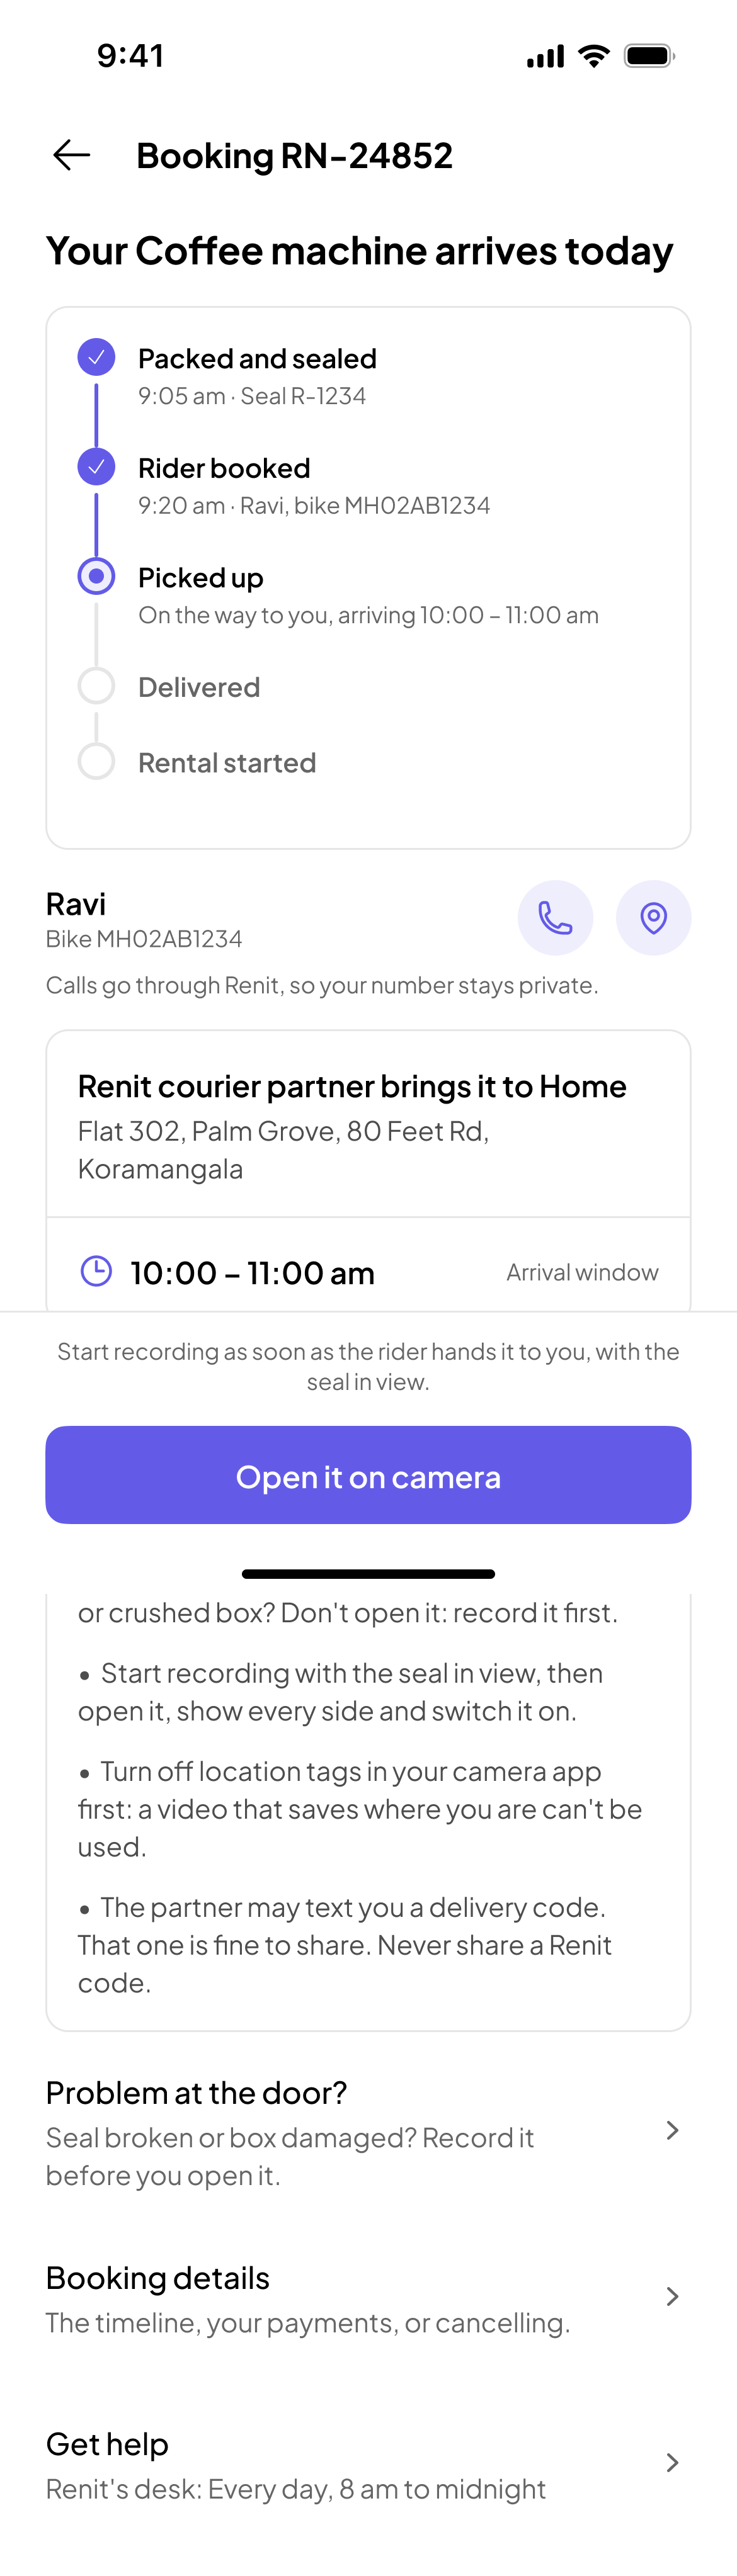 9:41
Booking RN-24852
Your Coffee machine arrives today
Packed and sealed
9:05 am · Seal R-1234
Rider booked
9:20 am · Ravi, bike MH02AB1234
Picked up
On the way to you, arriving 10:00 – 11:00 am
Delivered
Rental started
Ravi
Bike MH02AB1234
Calls go through Renit, so your number stays private.
Renit courier partner brings it to Home
Flat 302, Palm Grove, 80 Feet Rd,
Koramangala
10:00 – 11:00 am
Arrival window
Start recording as soon as the rider hands it to you, with the
seal in view.
Open it on camera
or crushed box? Don't open it: record it first.
• Start recording with the seal in view, then
open it, show every side and switch it on.
• Turn off location tags in your camera app
first: a video that saves where you are can't be
used.
• The partner may text you a delivery code.
That one is fine to share. Never share a Renit
code.
Problem at the door?
Seal broken or box damaged? Record it
before you open it.
Booking details
The timeline, your payments, or cancelling.
Get help
Renit's desk: Every day, 8 am to midnight